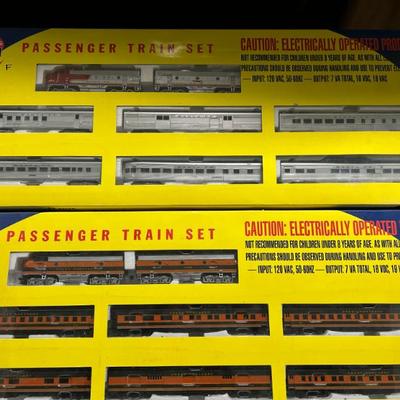 PASSENGER TRAIN SET
CAUTION: ELECTRICALLY OPERATED
NOT RECOMMENDED FOR CHILDREN UNDER 8 YEARS OF AGE. AS WITH ALL
PRECAUTIONS SHOULD BE OBSERVED DURING HANDLING AND USE TO PREVENT
INPUT: 120 VAC, 50-60HZ — OUTPUT: 7 VA TOTAL, 18 VDC, 18 VAC
F
PASSENGER TRAIN SET
CAUTION: ELECTRICALLY OPERATED
NOT RECOMMENDED FOR CHILDREN UNDER 8 YEARS OF AGE. AS WITH ALL
PRECAUTIONS SHOULD BE OBSERVED DURING HANDLING AND USE TO
INPUT: 120 VAC, 50-60HZ — OUTPUT: 7 VA TOTAL, 18 VDC, 18